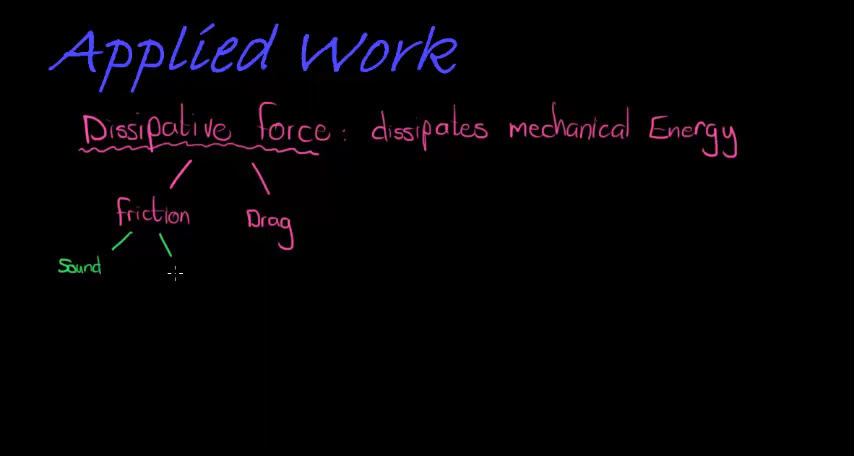 Applied Work
Dissipative force: dissipates mechanical Energy
friction Drag
Sound